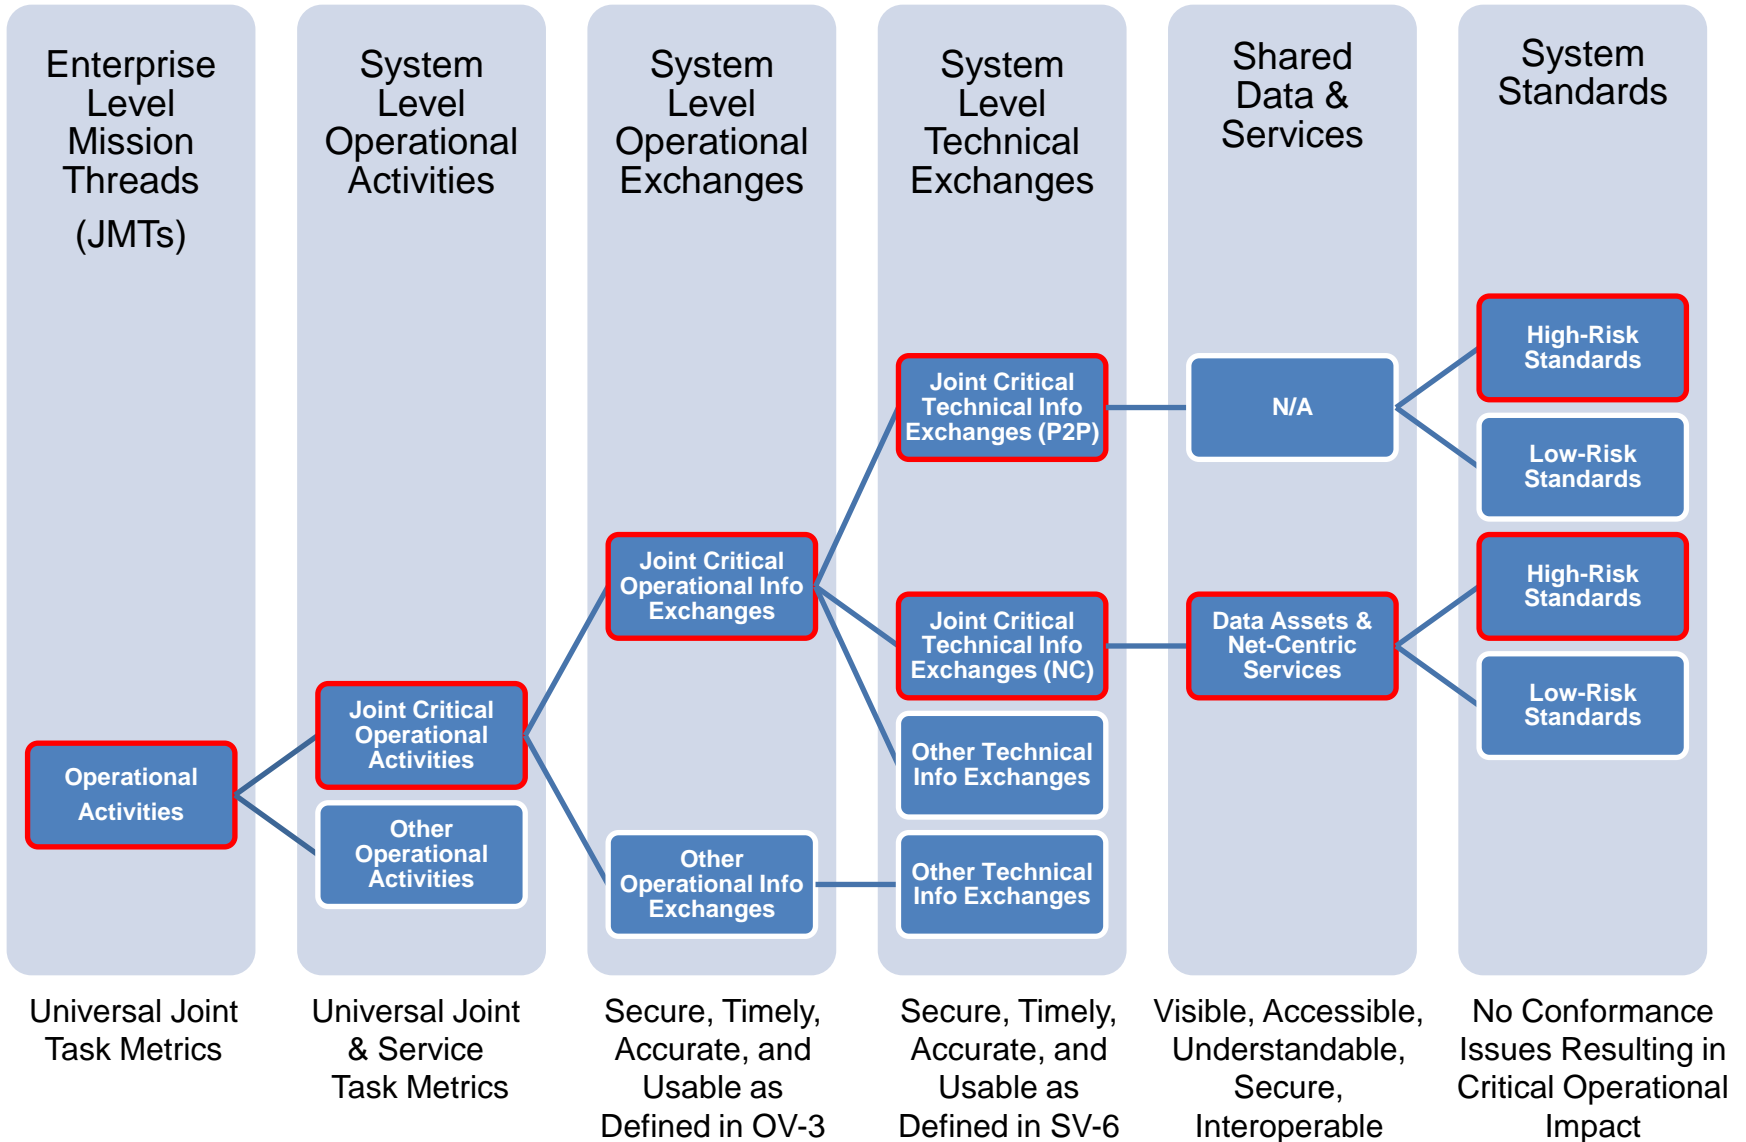 Enterprise
Level
Mission
Threads
(JMTs)
System
Level
Operational
Activities
System
Level
Operational
Exchanges
System
Level
Technical
Exchanges
Shared
Data &
Services
System
Standards
Operational
Activities
Joint Critical
Operational
Activities
Other
Operational
Activities
Joint Critical
Operational Info
Exchanges
Other
Operational Info
Exchanges
Joint Critical
Technical Info
Exchanges (P2P)
Joint Critical
Technical Info
Exchanges (NC)
Other Technical
Info Exchanges
Other Technical
Info Exchanges
N/A
Data Assets &
Net-Centric
Services
High-Risk
Standards
Low-Risk
Standards
High-Risk
Standards
Low-Risk
Standards
Universal Joint
Task Metrics
Universal Joint
& Service
Task Metrics
Secure, Timely,
Accurate, and
Usable as
Defined in OV-3
Secure, Timely,
Accurate, and
Usable as
Defined in SV-6
Visible, Accessible,
Understandable,
Secure,
Interoperable
No Conformance
Issues Resulting in
Critical Operational
Impact